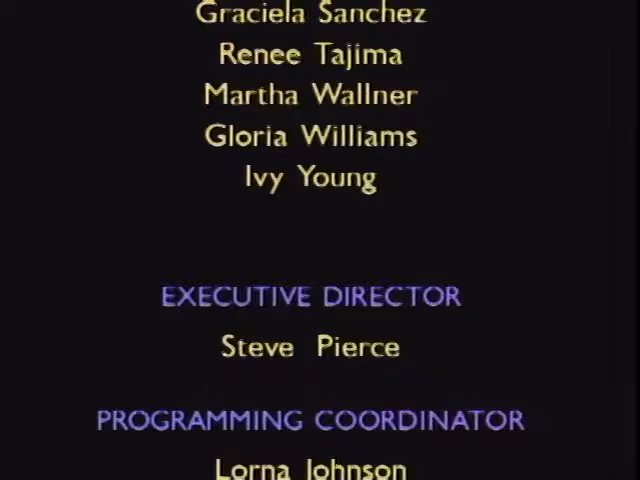 Graciela Sanchez
Renee Tajima
Martha Wallner
Gloria Williams
Ivy Young
EXECUTIVE DIRECTOR
Steve Pierce
PROGRAMMING COORDINATOR
Lorna Johnson